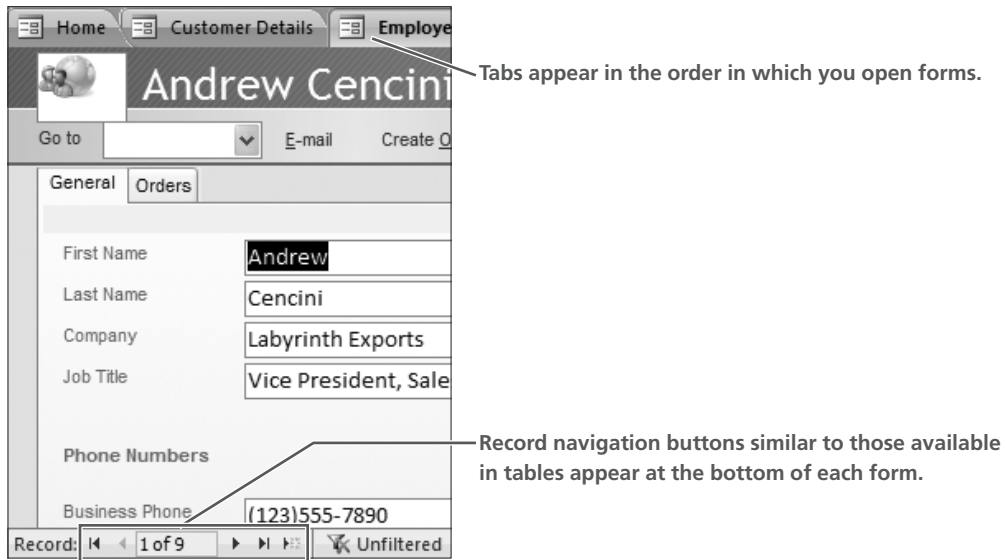 Home Customer Details Employe
Tabs appear in the order in which you open forms.
Andrew Cencini
Go to E-mail Create O
General Orders
First Name Andrew
Last Name Cencini
Company Labyrinth Exports
Job Title Vice President, Sale
Phone Numbers
Record navigation buttons similar to those available
in tables appear at the bottom of each form.
Business Phone (123)555-7890
Record: 1 of 9 Unfiltered